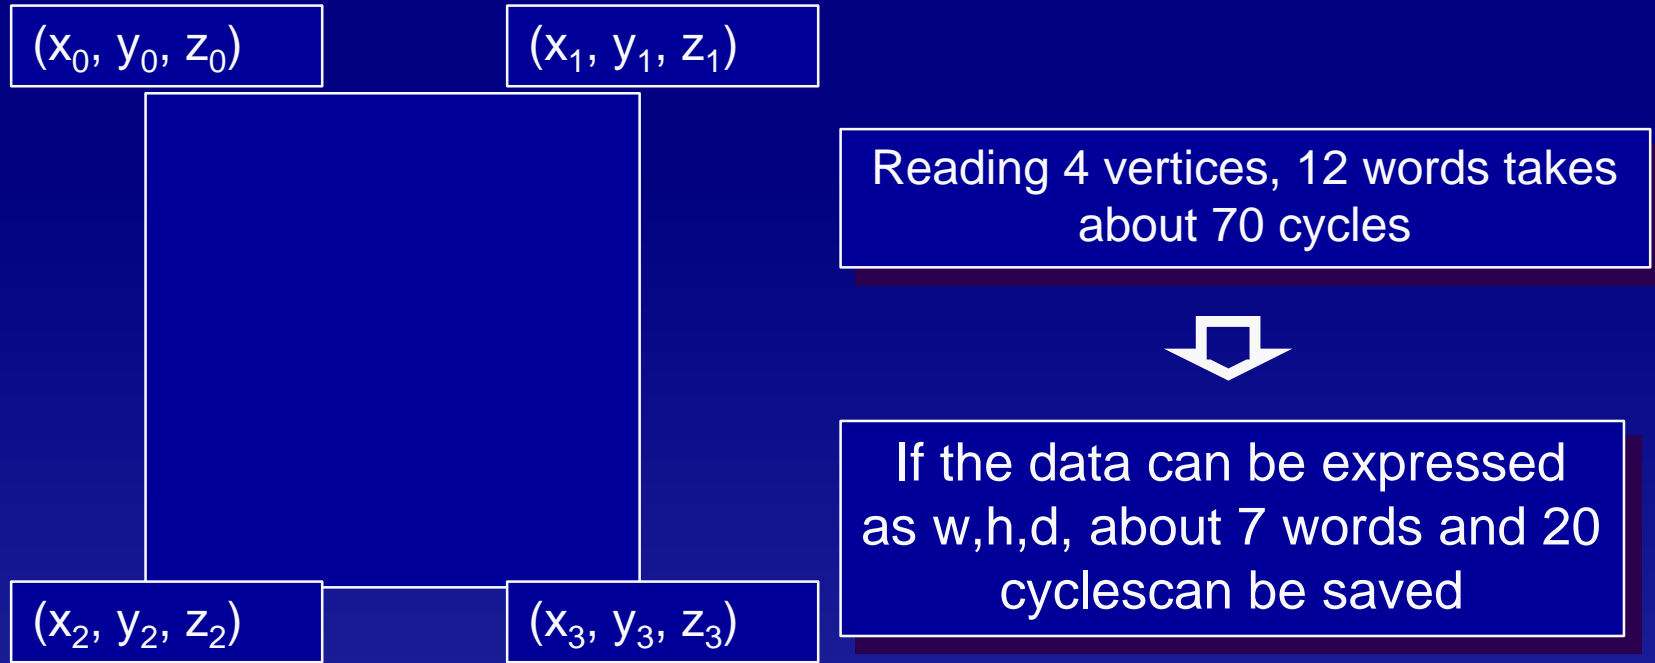 (x₀, y₀, z₀)
(x₁, y₁, z₁)
Reading 4 vertices, 12 words takes
about 70 cycles
If the data can be expressed
as w,h,d, about 7 words and 20
cyclescan be saved
(x₂, y₂, z₂)
(x₃, y₃, z₃)